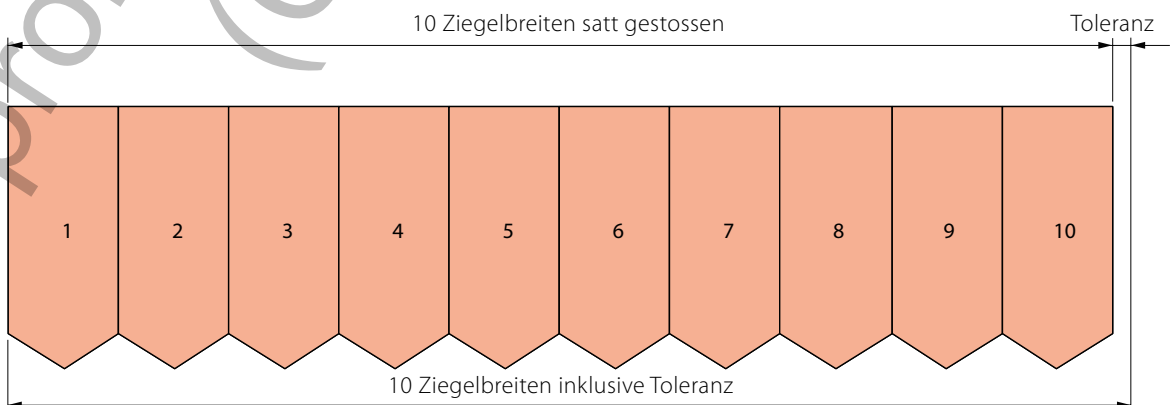 10 Ziegelbreiten satt gestossen
Toleranz
1 2 3 4 5 6 7 8 9 10
10 Ziegelbreiten inklusive Toleranz